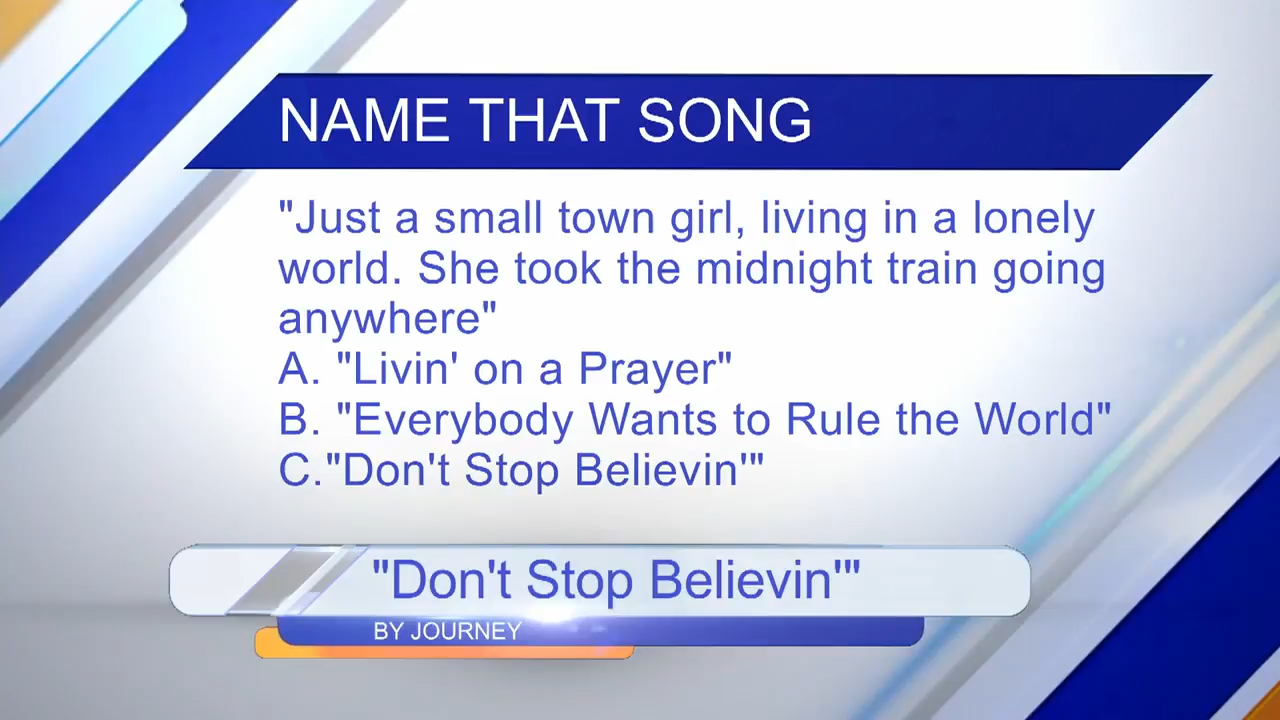 NAME THAT SONG
"Just a small town girl, living in a lonely
world. She took the midnight train going
anywhere"
A. "Livin' on a Prayer"
B. "Everybody Wants to Rule the World"
C."Don't Stop Believin'"
"Don't Stop Believin'"
BY JOURNEY